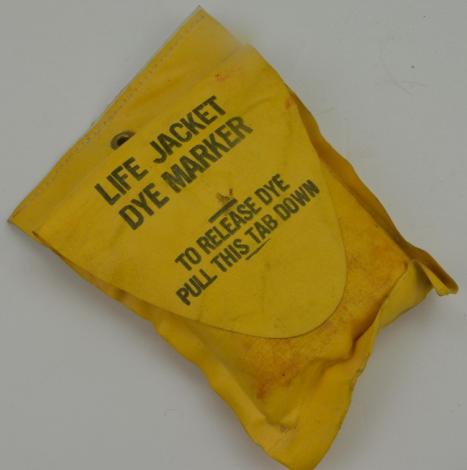 LIFE JACKET
DYE MARKER
TO RELEASE DYE
PULL THIS TAB DOWN